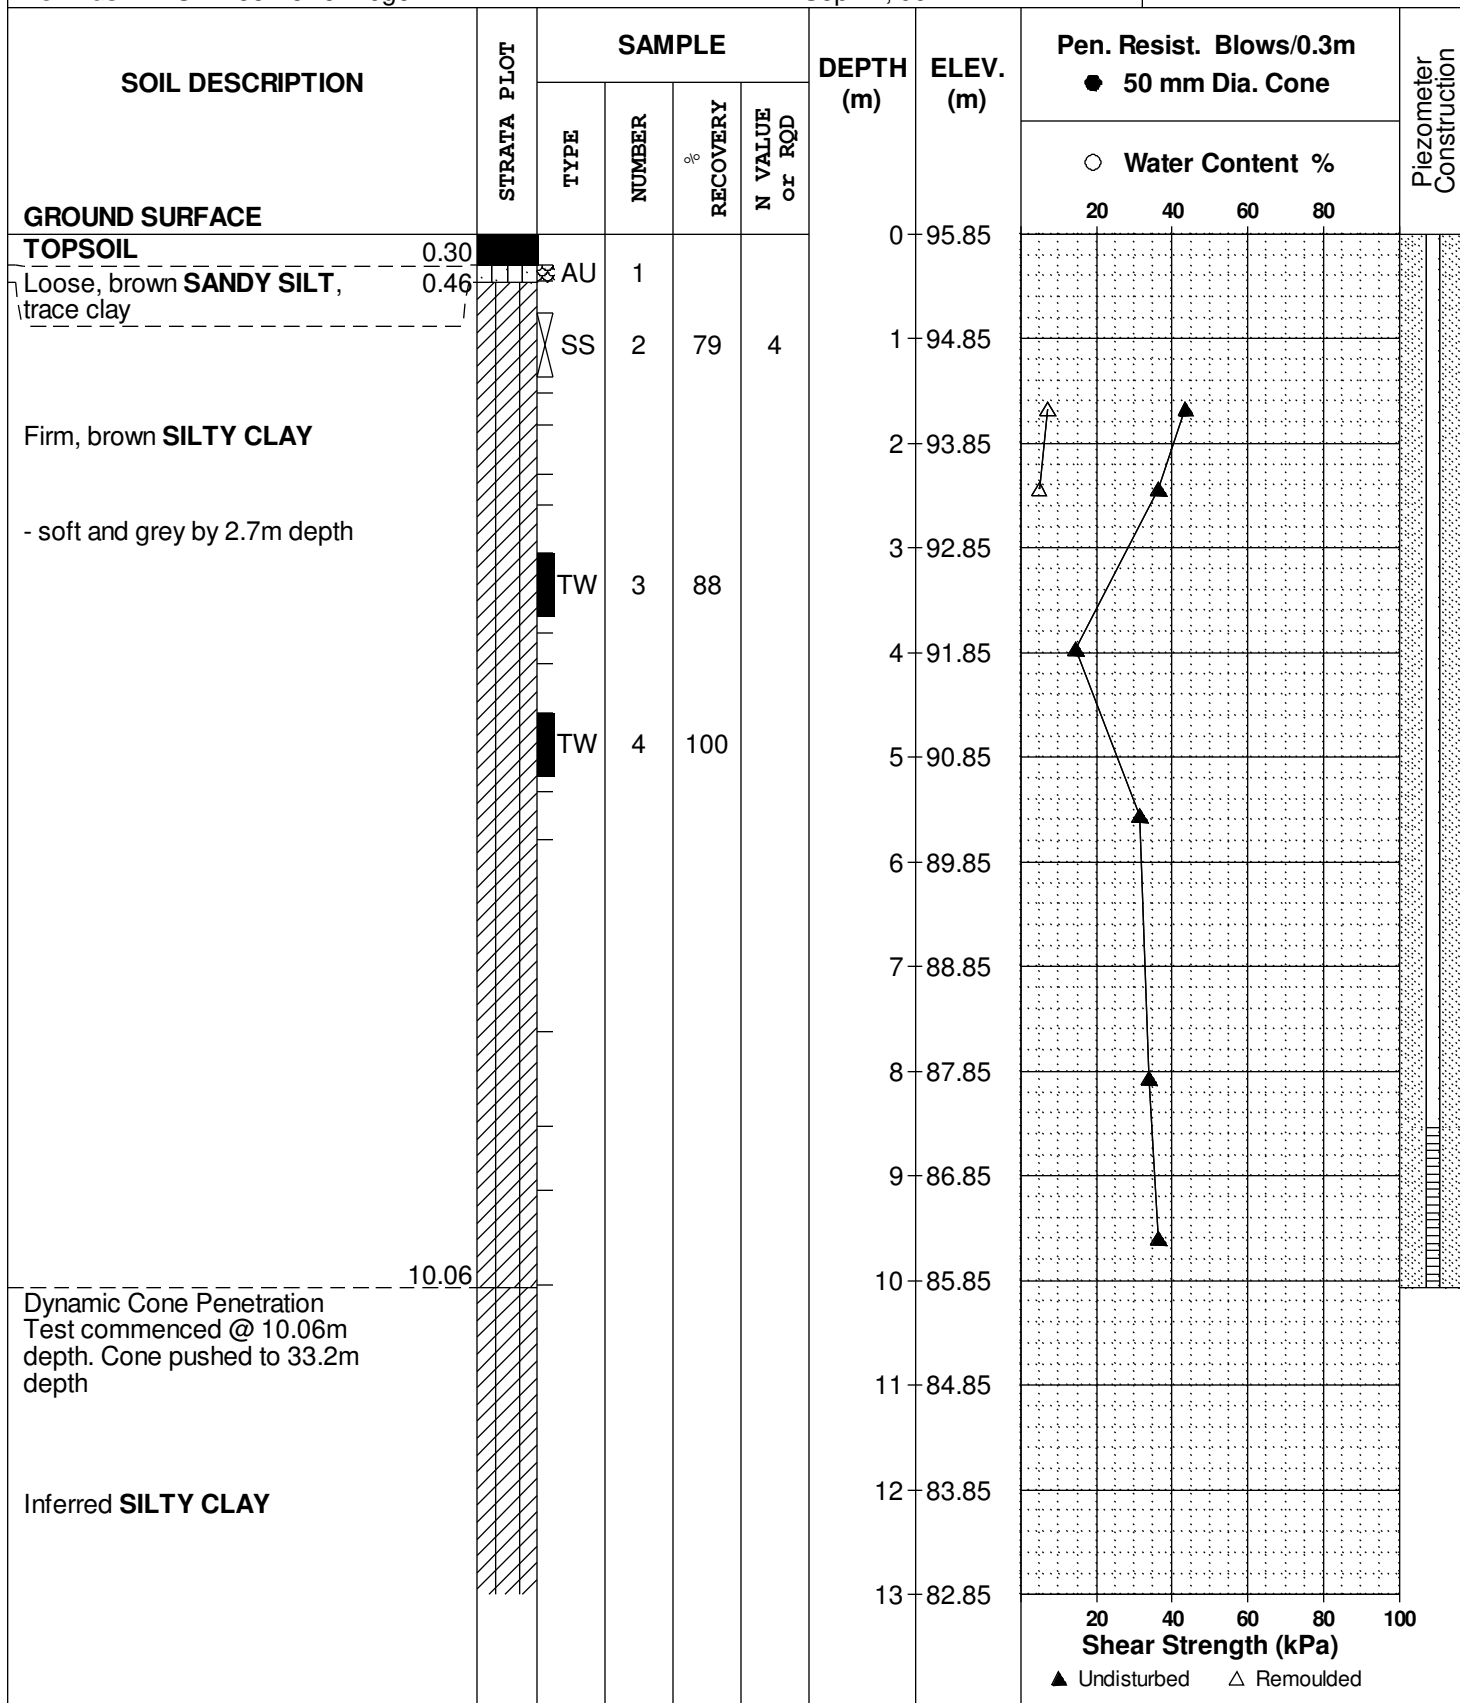 SOIL DESCRIPTION
STRATA PLOT
SAMPLE
TYPE
NUMBER
% RECOVERY
N VALUE
or RQD
DEPTH
(m)
ELEV.
(m)
Pen. Resist. Blows/0.3m
● 50 mm Dia. Cone
○ Water Content %
20 40 60 80
Piezometer
Construction
GROUND SURFACE
0 95.85
TOPSOIL 0.30
AU 1
Loose, brown SANDY SILT, 0.46
trace clay
SS 2 79 4
1 94.85
Firm, brown SILTY CLAY
2 93.85
- soft and grey by 2.7m depth
3 92.85
TW 3 88
4 91.85
TW 4 100
5 90.85
6 89.85
7 88.85
8 87.85
9 86.85
10.06
10 85.85
Dynamic Cone Penetration
Test commenced @ 10.06m
depth. Cone pushed to 33.2m
depth
11 84.85
Inferred SILTY CLAY
12 83.85
13 82.85
20 40 60 80 100
Shear Strength (kPa)
▲ Undisturbed △ Remoulded